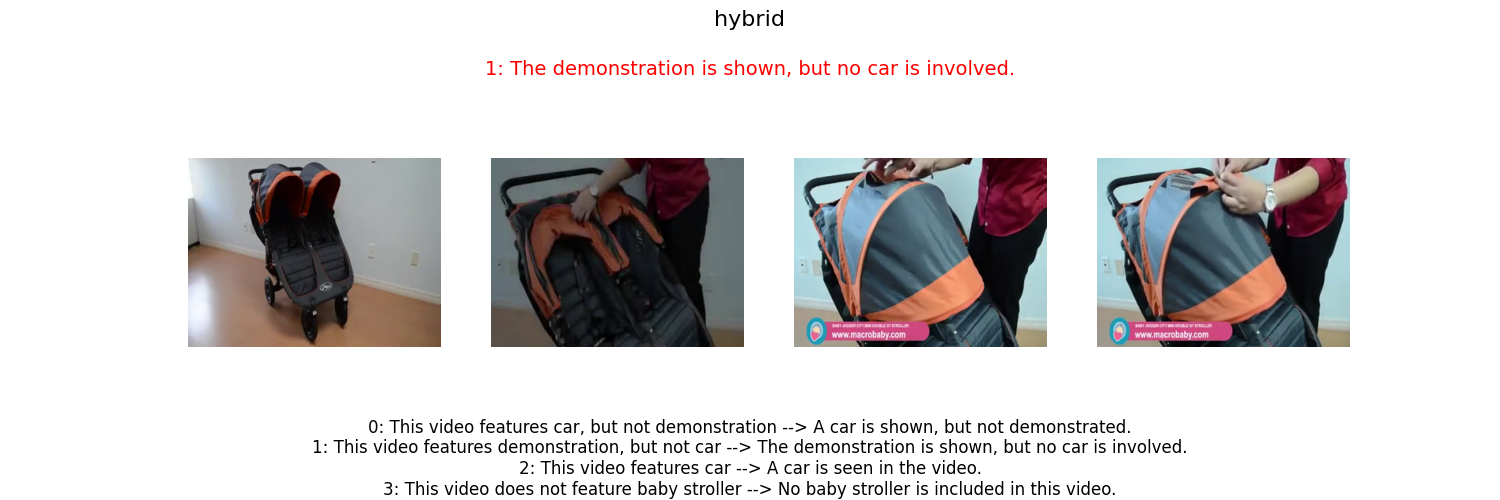 hybrid
1: The demonstration is shown, but no car is involved.
BABY JOGGER CITY MINI DOUBLE GT STROLLER
www.macrobaby.com
BABY JOGGER CITY MINI DOUBLE GT STROLLER
www.macrobaby.com
0: This video features car, but not demonstration --> A car is shown, but not demonstrated.
1: This video features demonstration, but not car --> The demonstration is shown, but no car is involved.
2: This video features car --> A car is seen in the video.
3: This video does not feature baby stroller --> No baby stroller is included in this video.